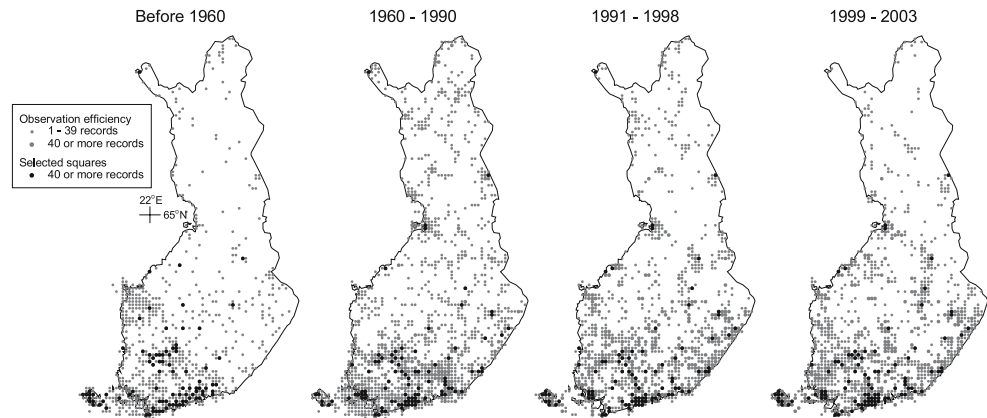 Before 1960
1960 - 1990
1991 - 1998
1999 - 2003
Observation efficiency
1 - 39 records
40 or more records
Selected squares
40 or more records
22°E
65°N